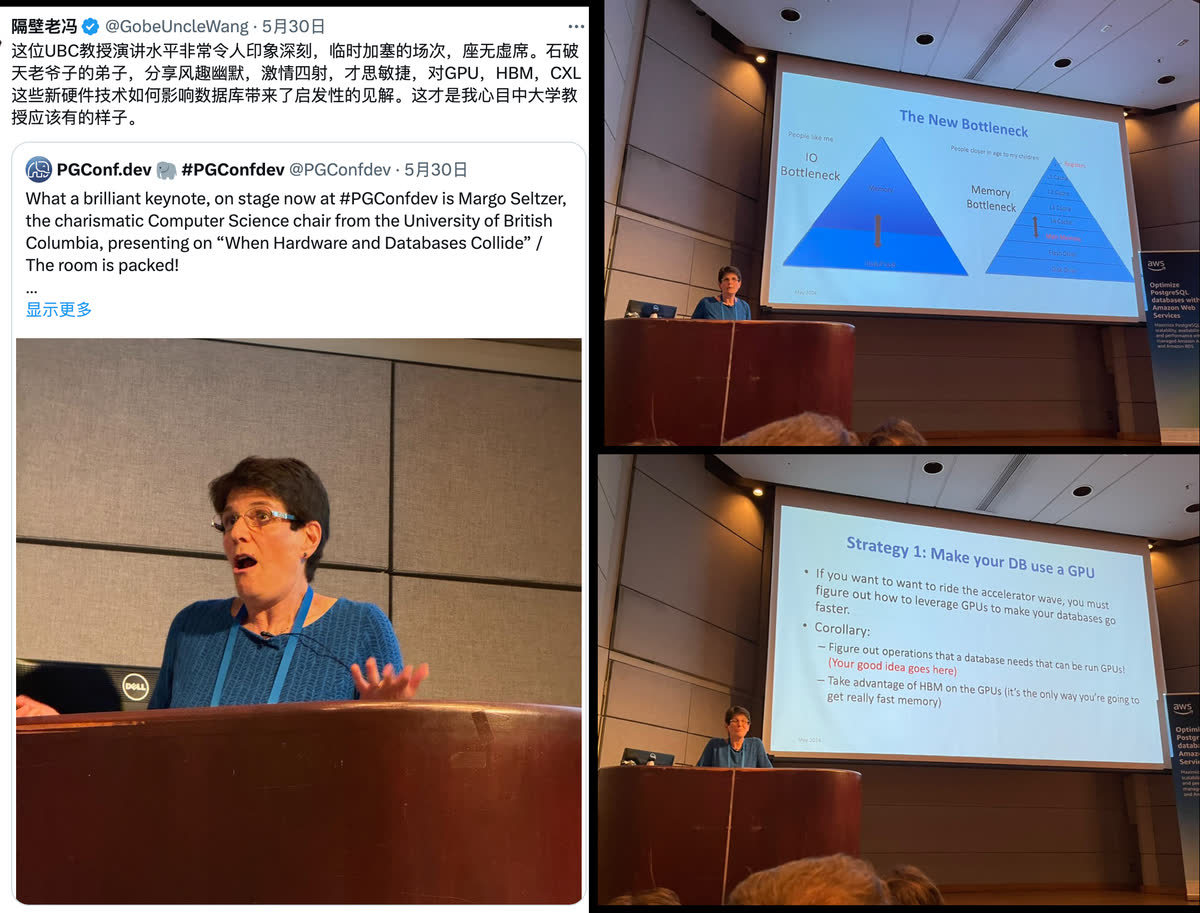 隔壁老冯 @GobeUncleWang · 5月30日
这位UBC教授演讲水平非常令人印象深刻，临时加塞的场次，座无虚席。石破
天老爷子的弟子，分享风趣幽默，激情四射，才思敏捷，对GPU，HBM，CXL
这些新硬件技术如何影响数据库带来了启发性的见解。这才是我心目中大学教
授应该有的样子。
PGConf.dev #PGConfdev @PGConfdev · 5月30日
What a brilliant keynote, on stage now at #PGConfdev is Margo Seltzer,
the charismatic Computer Science chair from the University of British
Columbia, presenting on “When Hardware and Databases Collide” /
The room is packed!
...
显示更多
DELL
The New Bottleneck
People like me
IO
Bottleneck
Memory
People closer in age to my children
Memory
Bottleneck
Registers
L1 Cache
L2 Cache
L3 Cache
L4 Cache
May 2024
aws
Optimize
PostgreSQL
databases with
Amazon Web
Services
Strategy 1: Make your DB use a GPU
• If you want to want to ride the accelerator wave, you must
figure out how to leverage GPUs to make your databases go
faster.
• Corollary:
– Figure out operations that a database needs that can be run GPUs!
(Your good idea goes here)
– Take advantage of HBM on the GPUs (it's the only way you're going to
get really fast memory)
May 2024
aws
Optimi
Postgr
datab
Amaz
Servi